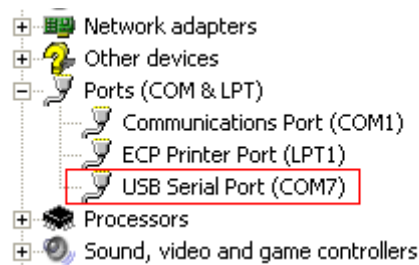 Network adapters
Other devices
Ports (COM & LPT)
Communications Port (COM1)
ECP Printer Port (LPT1)
USB Serial Port (COM7)
Processors
Sound, video and game controllers